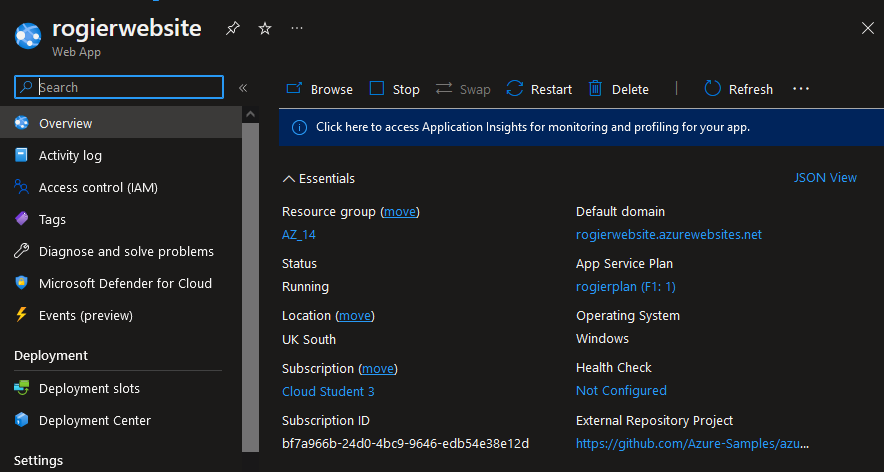 rogierwebsite
Web App
Search
Overview
Activity log
Access control (IAM)
Tags
Diagnose and solve problems
Microsoft Defender for Cloud
Events (preview)
Deployment
Deployment slots
Deployment Center
Settings
Browse Stop Swap Restart Delete Refresh
Click here to access Application Insights for monitoring and profiling for your app.
Essentials
JSON View
Resource group (move)
AZ_14
Status
Running
Location (move)
UK South
Subscription (move)
Cloud Student 3
Subscription ID
bf7a966b-24d0-4bc9-9646-edb54e38e12d
Default domain
rogierwebsite.azurewebsites.net
App Service Plan
rogierplan (F1: 1)
Operating System
Windows
Health Check
Not Configured
External Repository Project
https://github.com/Azure-Samples/azu...